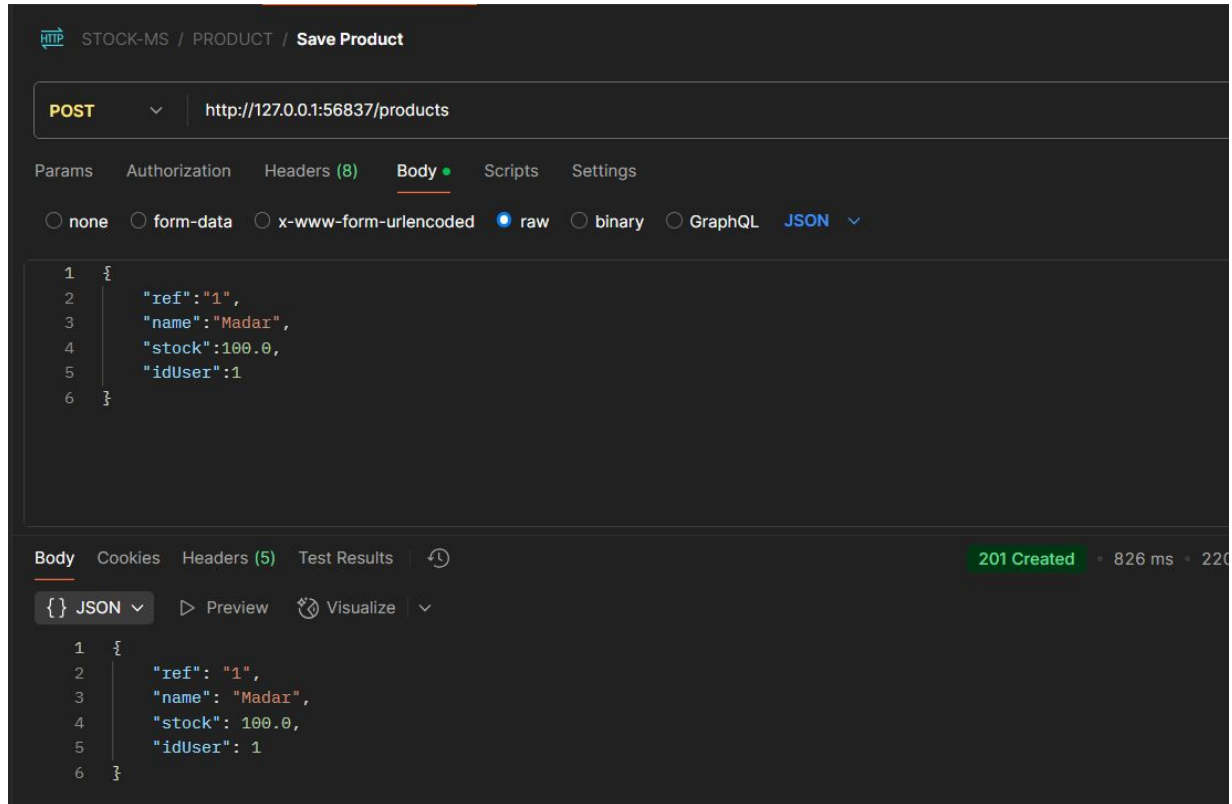 HTTP STOCK-MS / PRODUCT / Save Product
POST http://127.0.0.1:56837/products
Params Authorization Headers (8) Body Scripts Settings
none form-data x-www-form-urlencoded raw binary GraphQL JSON
1 {
2 "ref":"1",
3 "name":"Madar",
4 "stock":100.0,
5 "idUser":1
6 }
Body Cookies Headers (5) Test Results 201 Created • 826 ms • 220
{} JSON Preview Visualize
1 {
2 "ref": "1",
3 "name": "Madar",
4 "stock": 100.0,
5 "idUser": 1
6 }